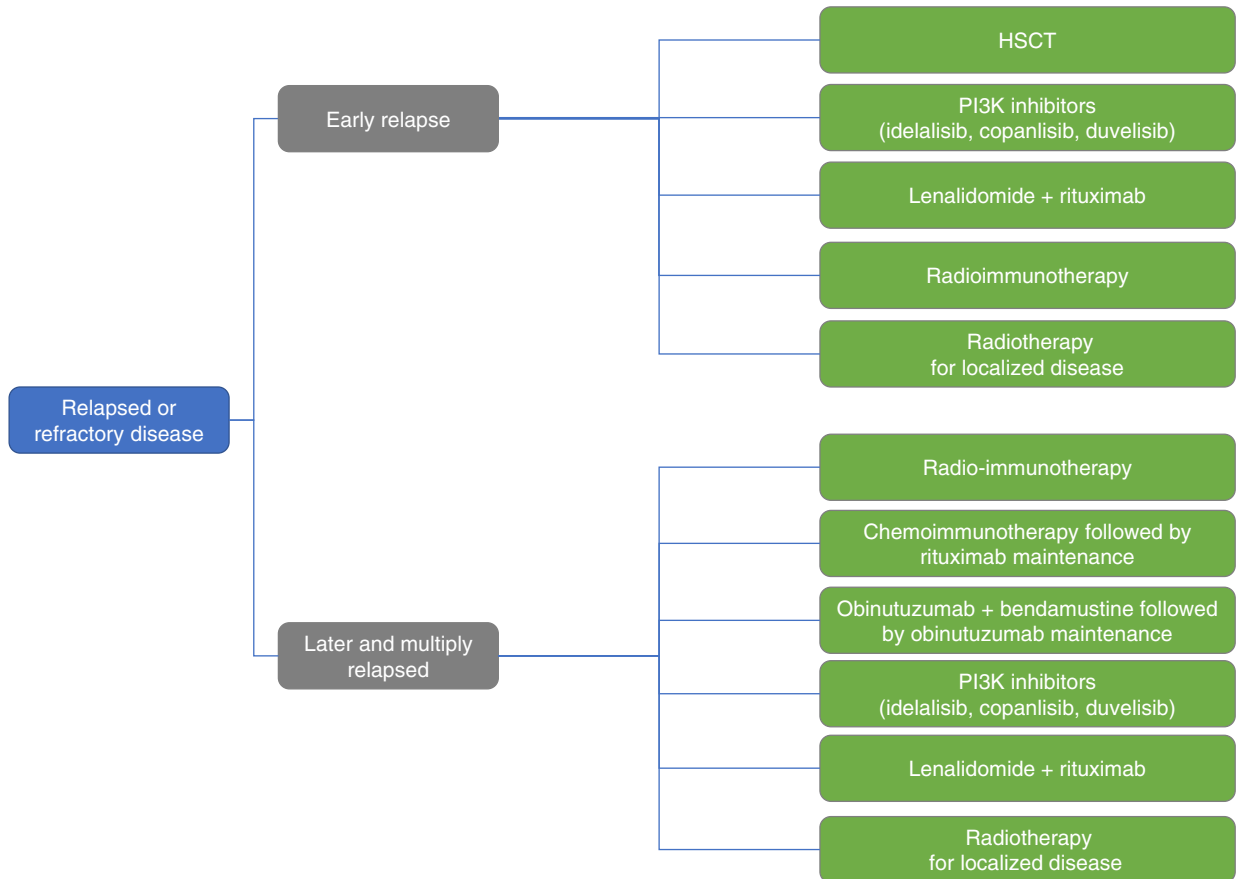 HSCT
Early relapse
PI3K inhibitors
(idelalisib, copanlisib, duvelisib)
Lenalidomide + rituximab
Radioimmunotherapy
Radiotherapy
for localized disease
Relapsed or
refractory disease
Radio-immunotherapy
Chemoimmunotherapy followed by
rituximab maintenance
Obinutuzumab + bendamustine followed
by obinutuzumab maintenance
Later and multiply
relapsed
PI3K inhibitors
(idelalisib, copanlisib, duvelisib)
Lenalidomide + rituximab
Radiotherapy
for localized disease